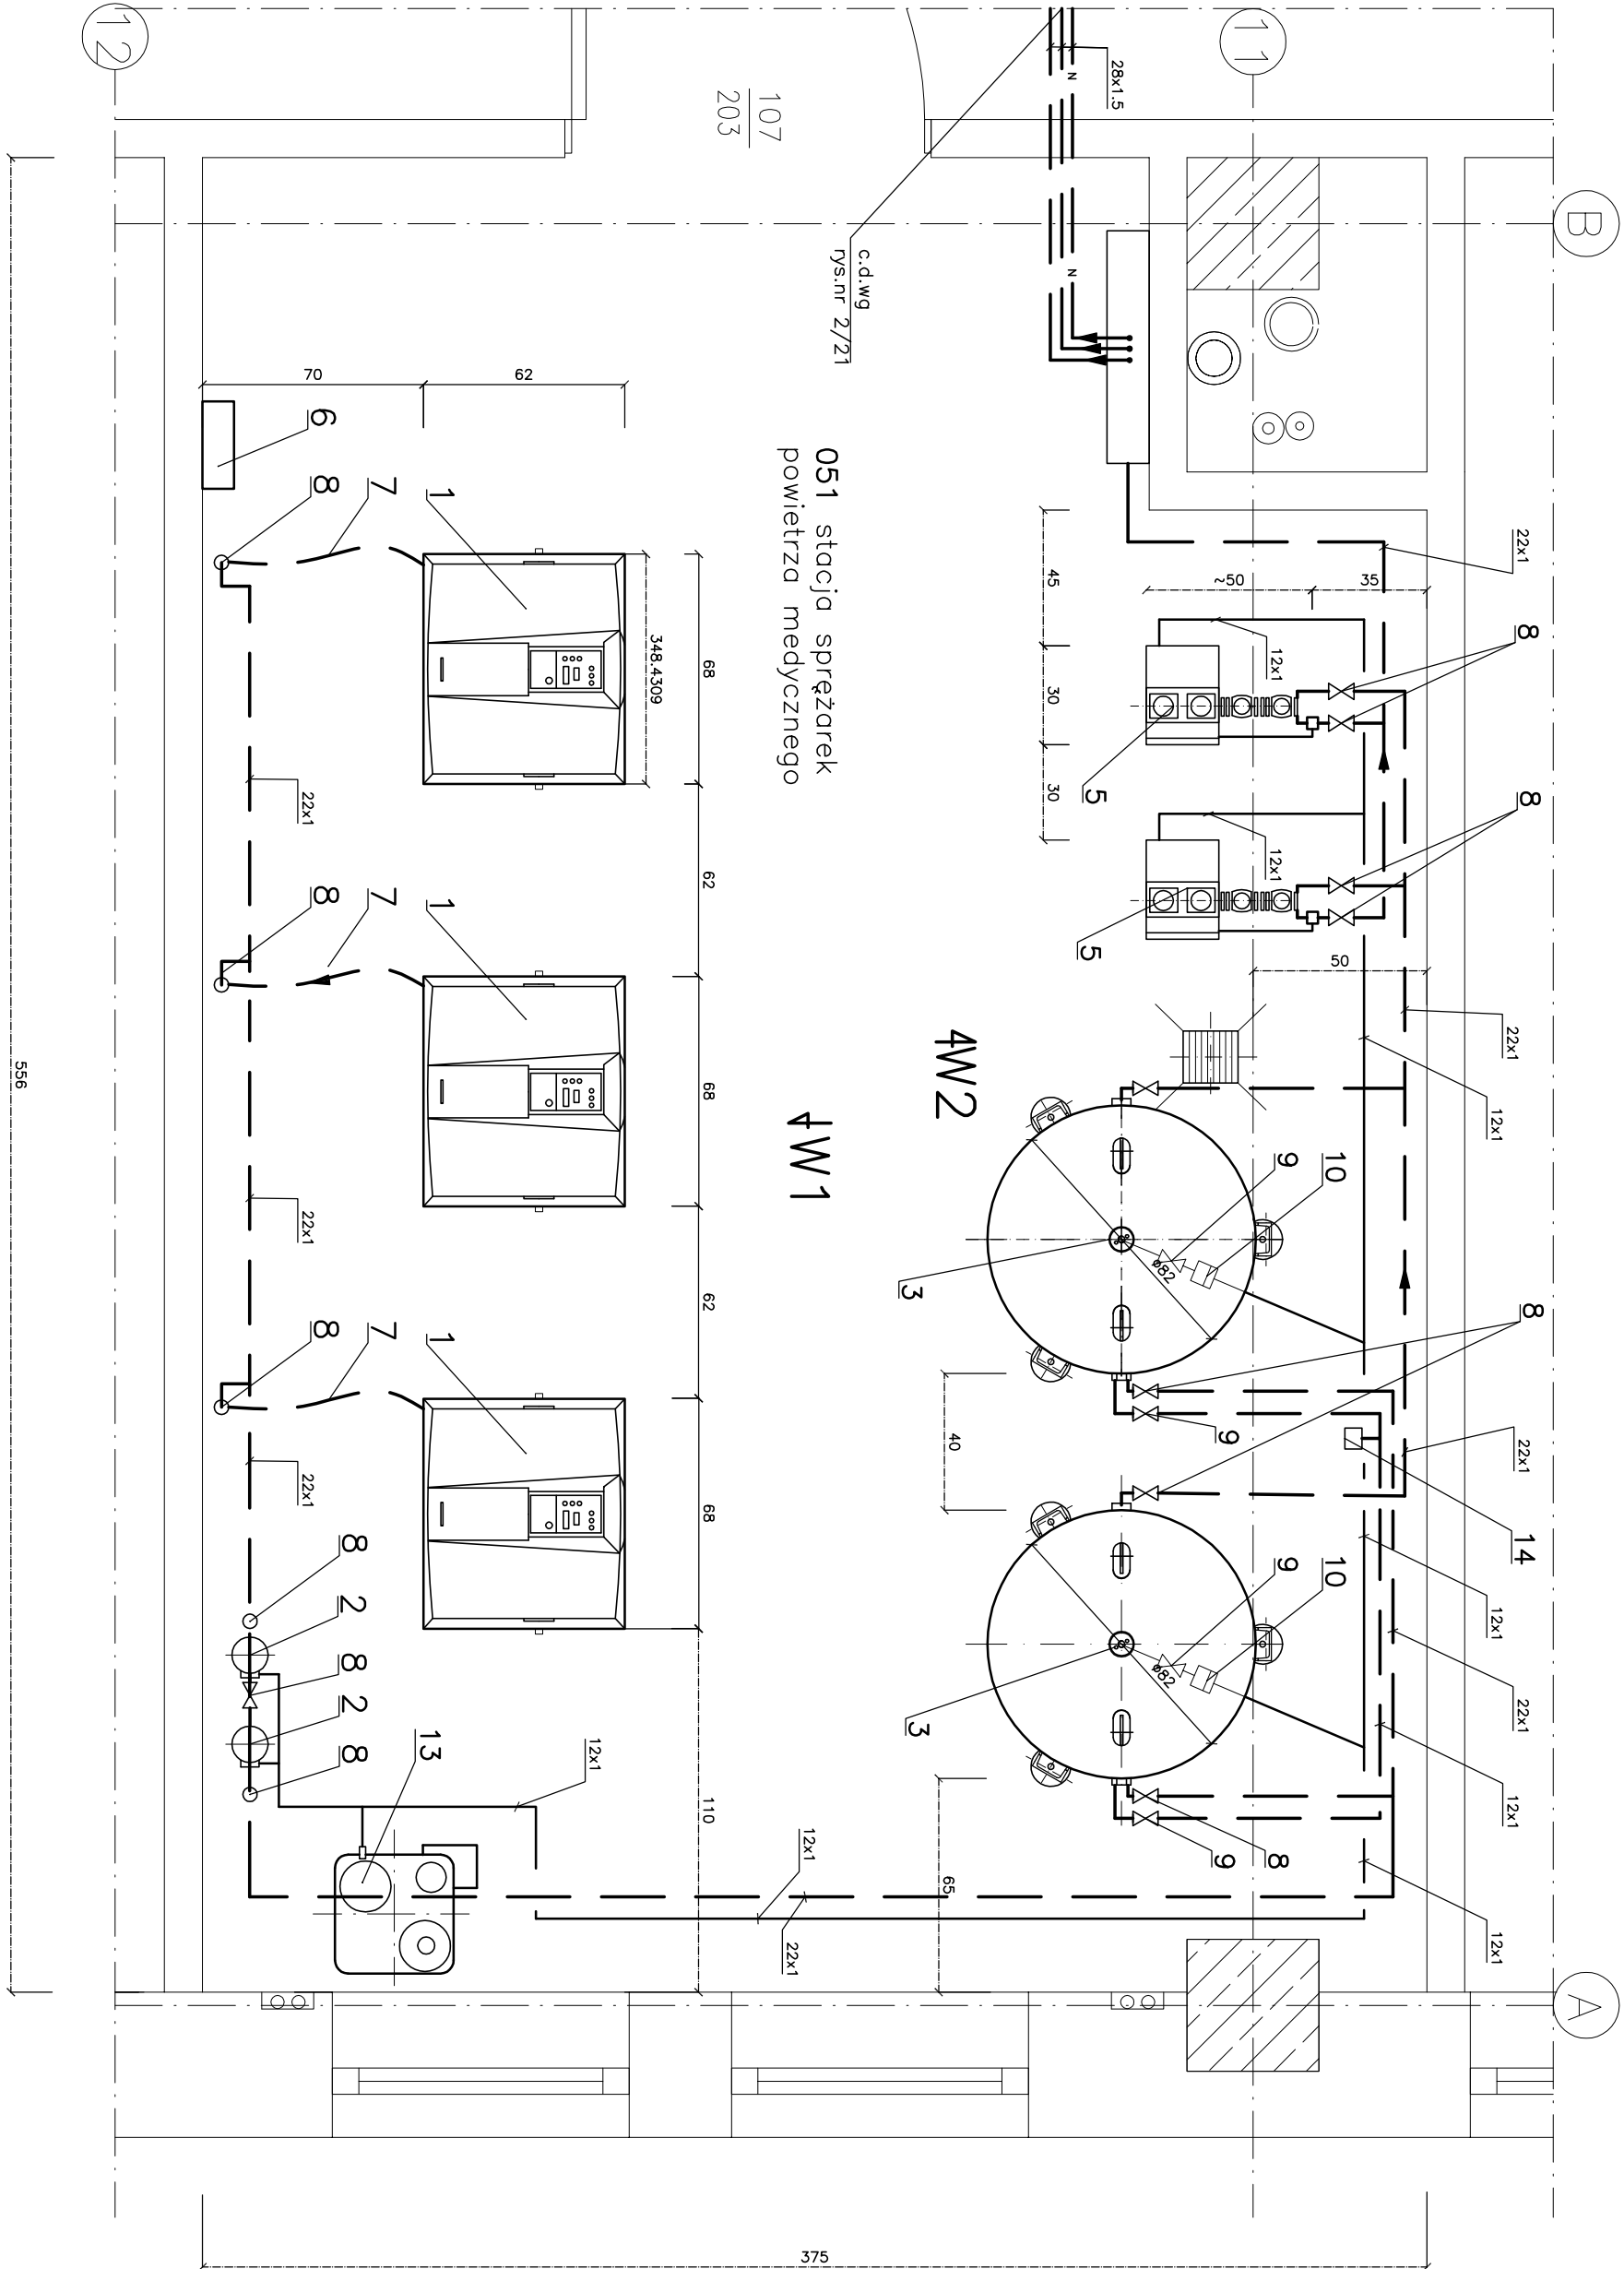 12
11
B
A
28x1.5
N
N
107
203
c.d.wg
rys.nr 2/21
051 stacja sprężarek
powietrza medycznego
70
62
6
8
7
1
348.4309
68
62
22x1
8
7
1
68
62
22x1
8
7
1
68
22x1
8
2
8
2
8
13
12x1
110
12x1
22x1
65
22x1
~50
35
45
30
30
12x1
12x1
8
8
5
5
50
22x1
12x1
4W2
4W1
9
10
ø82
3
8
9
40
22x1
14
12x1
22x1
12x1
9
10
ø82
3
8
9
12x1
556
375